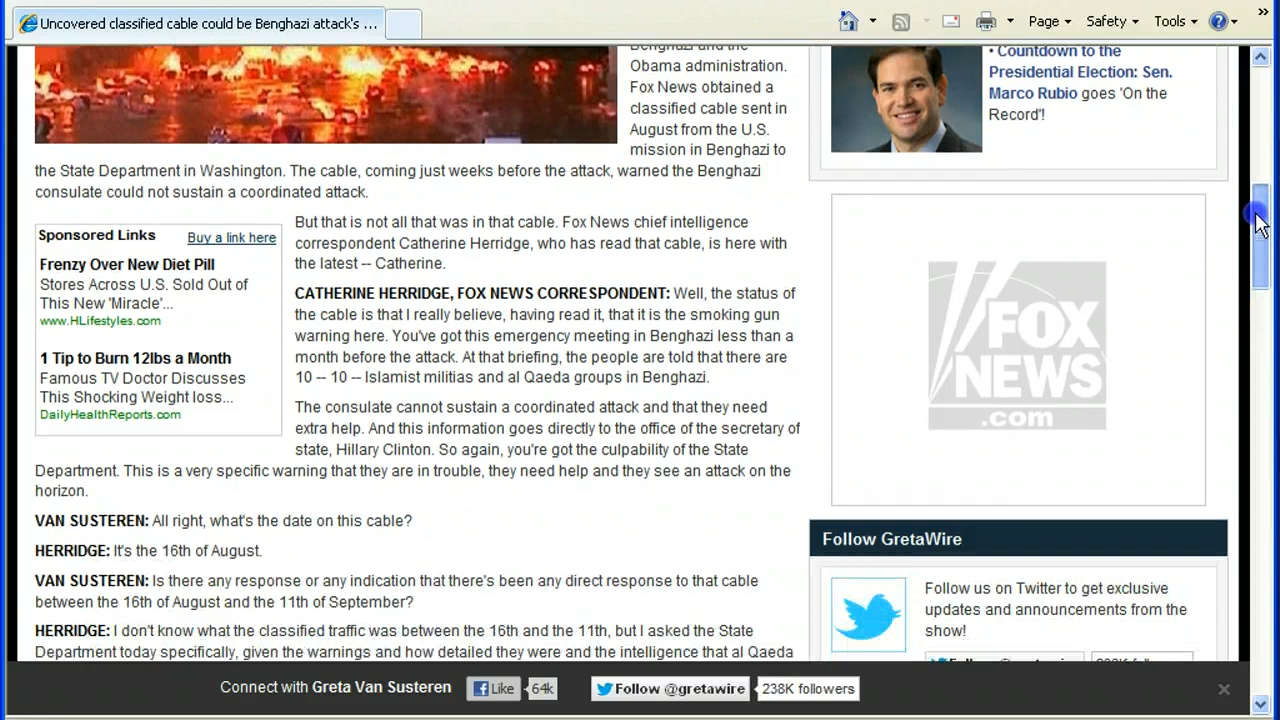 Uncovered classified cable could be Benghazi attack's ...
Page
Safety
Tools
Benghazi and the
Obama administration.
Fox News obtained a
classified cable sent in
August from the U.S.
mission in Benghazi to
the State Department in Washington. The cable, coming just weeks before the attack, warned the Benghazi
consulate could not sustain a coordinated attack.
Sponsored Links
Buy a link here
Frenzy Over New Diet Pill
Stores Across U.S. Sold Out of
This New 'Miracle'...
www.HLifestyles.com
1 Tip to Burn 12lbs a Month
Famous TV Doctor Discusses
This Shocking Weight loss...
DailyHealthReports.com
But that is not all that was in that cable. Fox News chief intelligence
correspondent Catherine Herridge, who has read that cable, is here with
the latest -- Catherine.
CATHERINE HERRIDGE, FOX NEWS CORRESPONDENT: Well, the status of
the cable is that I really believe, having read it, that it is the smoking gun
warning here. You've got this emergency meeting in Benghazi less than a
month before the attack. At that briefing, the people are told that there are
10 -- 10 -- Islamist militias and al Qaeda groups in Benghazi.
The consulate cannot sustain a coordinated attack and that they need
extra help. And this information goes directly to the office of the secretary of
state, Hillary Clinton. So again, you've got the culpability of the State
Department. This is a very specific warning that they are in trouble, they need help and they see an attack on the
horizon.
VAN SUSTEREN: All right, what's the date on this cable?
HERRIDGE: It's the 16th of August.
VAN SUSTEREN: Is there any response or any indication that there's been any direct response to that cable
between the 16th of August and the 11th of September?
HERRIDGE: I don't know what the classified traffic was between the 16th and the 11th, but I asked the State
Department today specifically, given the warnings and how detailed they were and the intelligence that al Qaeda
• Countdown to the
Presidential Election: Sen.
Marco Rubio goes 'On the
Record'!
FOX
NEWS
.com
Follow GretaWire
Follow us on Twitter to get exclusive
updates and announcements from the
show!
Connect with Greta Van Susteren
Like
64k
Follow @gretawire
238K followers